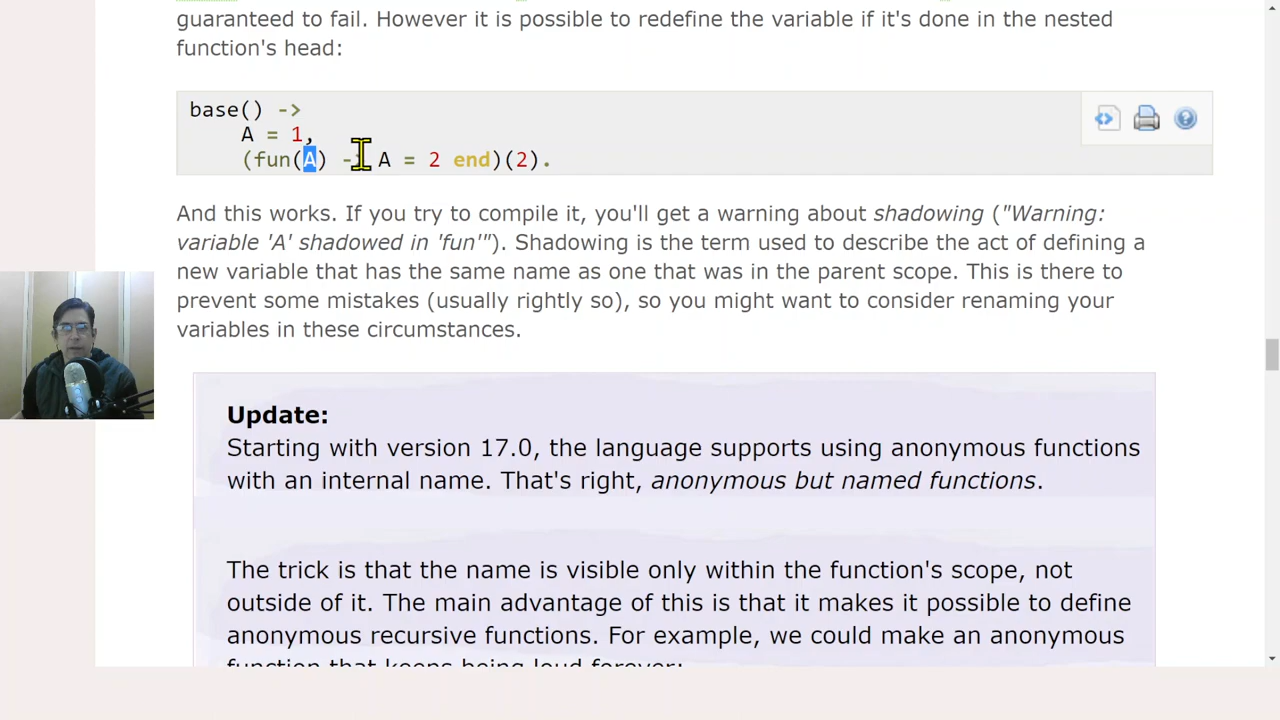 guaranteed to fail. However it is possible to redefine the variable if it's done in the nested
function's head:
base() ->
A = 1,
(fun(A) -> A = 2 end)(2).
And this works. If you try to compile it, you'll get a warning about shadowing ("Warning:
variable 'A' shadowed in 'fun'"). Shadowing is the term used to describe the act of defining a
new variable that has the same name as one that was in the parent scope. This is there to
prevent some mistakes (usually rightly so), so you might want to consider renaming your
variables in these circumstances.
Update:
Starting with version 17.0, the language supports using anonymous functions
with an internal name. That's right, anonymous but named functions.
The trick is that the name is visible only within the function's scope, not
outside of it. The main advantage of this is that it makes it possible to define
anonymous recursive functions. For example, we could make an anonymous
function that keeps being loud forever: